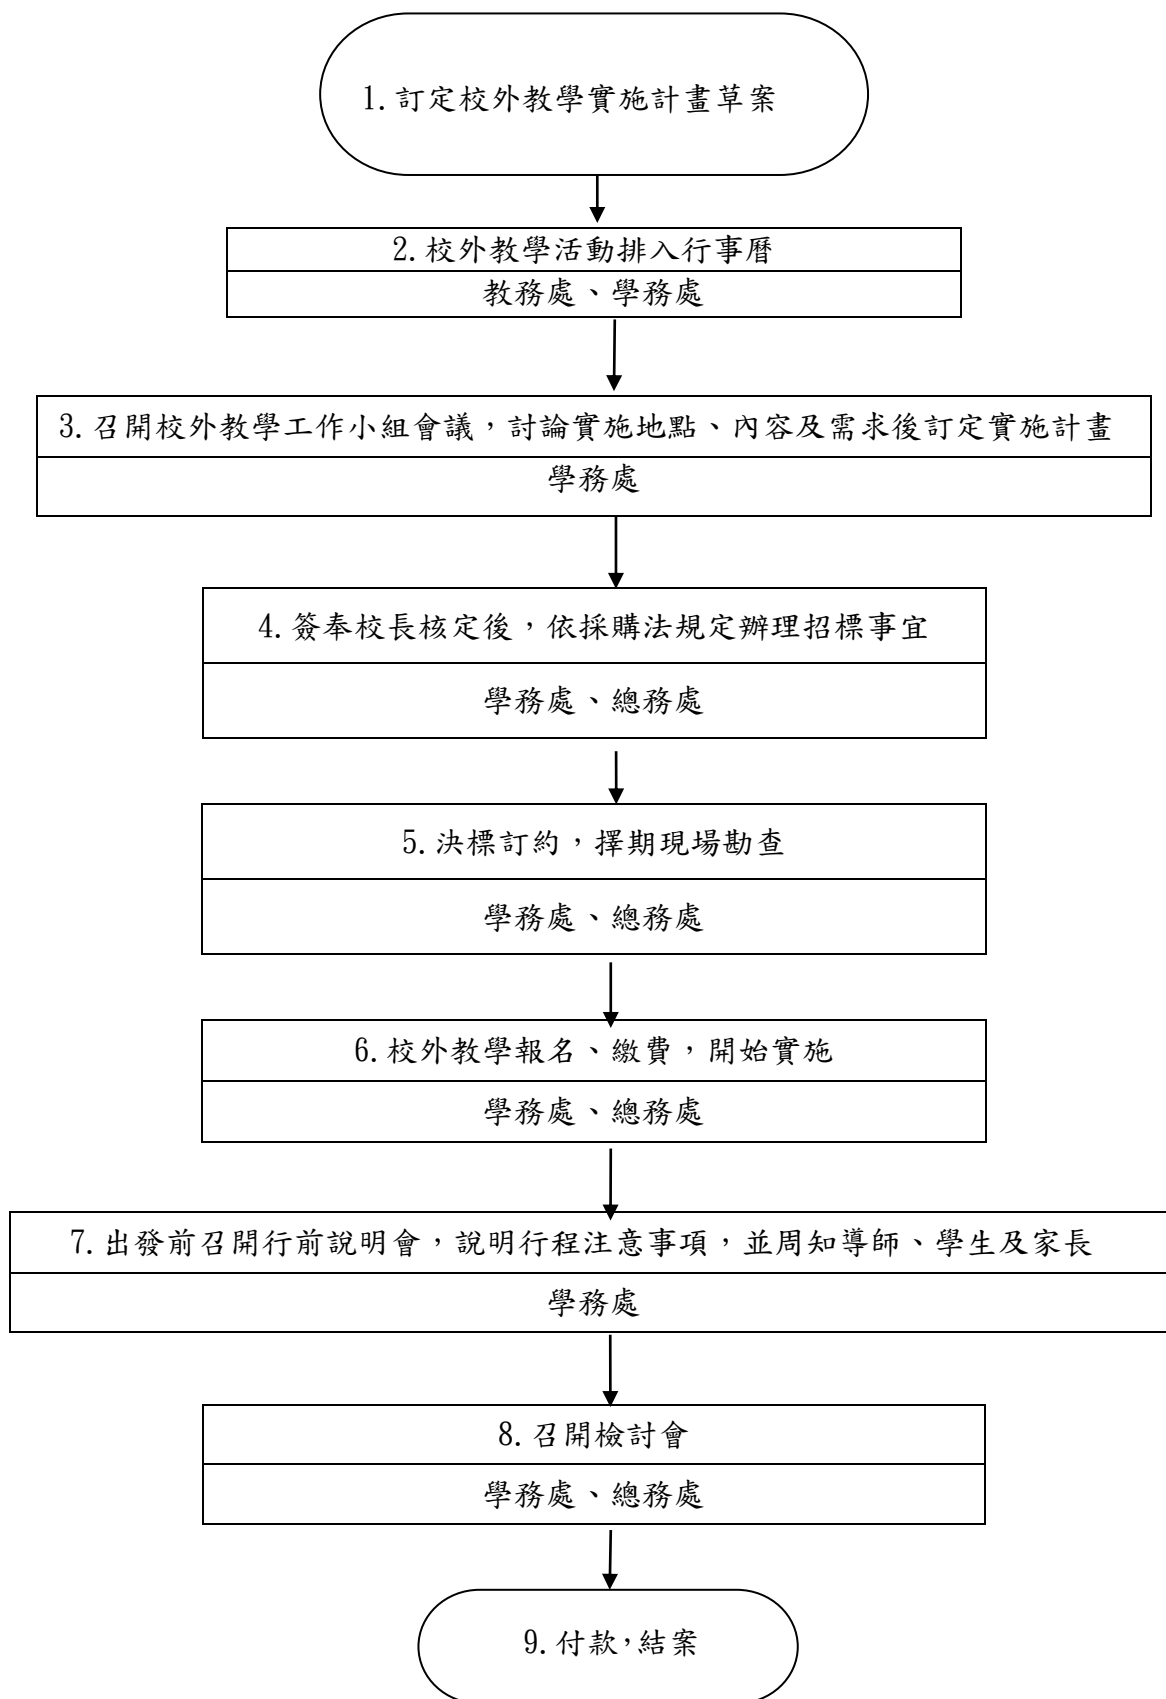 1.訂定校外教學實施計畫草案
2.校外教學活動排入行事曆
教務處、學務處
3.召開校外教學工作小組會議，討論實施地點、內容及需求後訂定實施計畫
學務處
4.簽奉校長核定後，依採購法規定辦理招標事宜
學務處、總務處
5.決標訂約，擇期現場勘查
學務處、總務處
6.校外教學報名、繳費，開始實施
學務處、總務處
7.出發前召開行前說明會，說明行程注意事項，並周知導師、學生及家長
學務處
8.召開檢討會
學務處、總務處
9.付款，結案